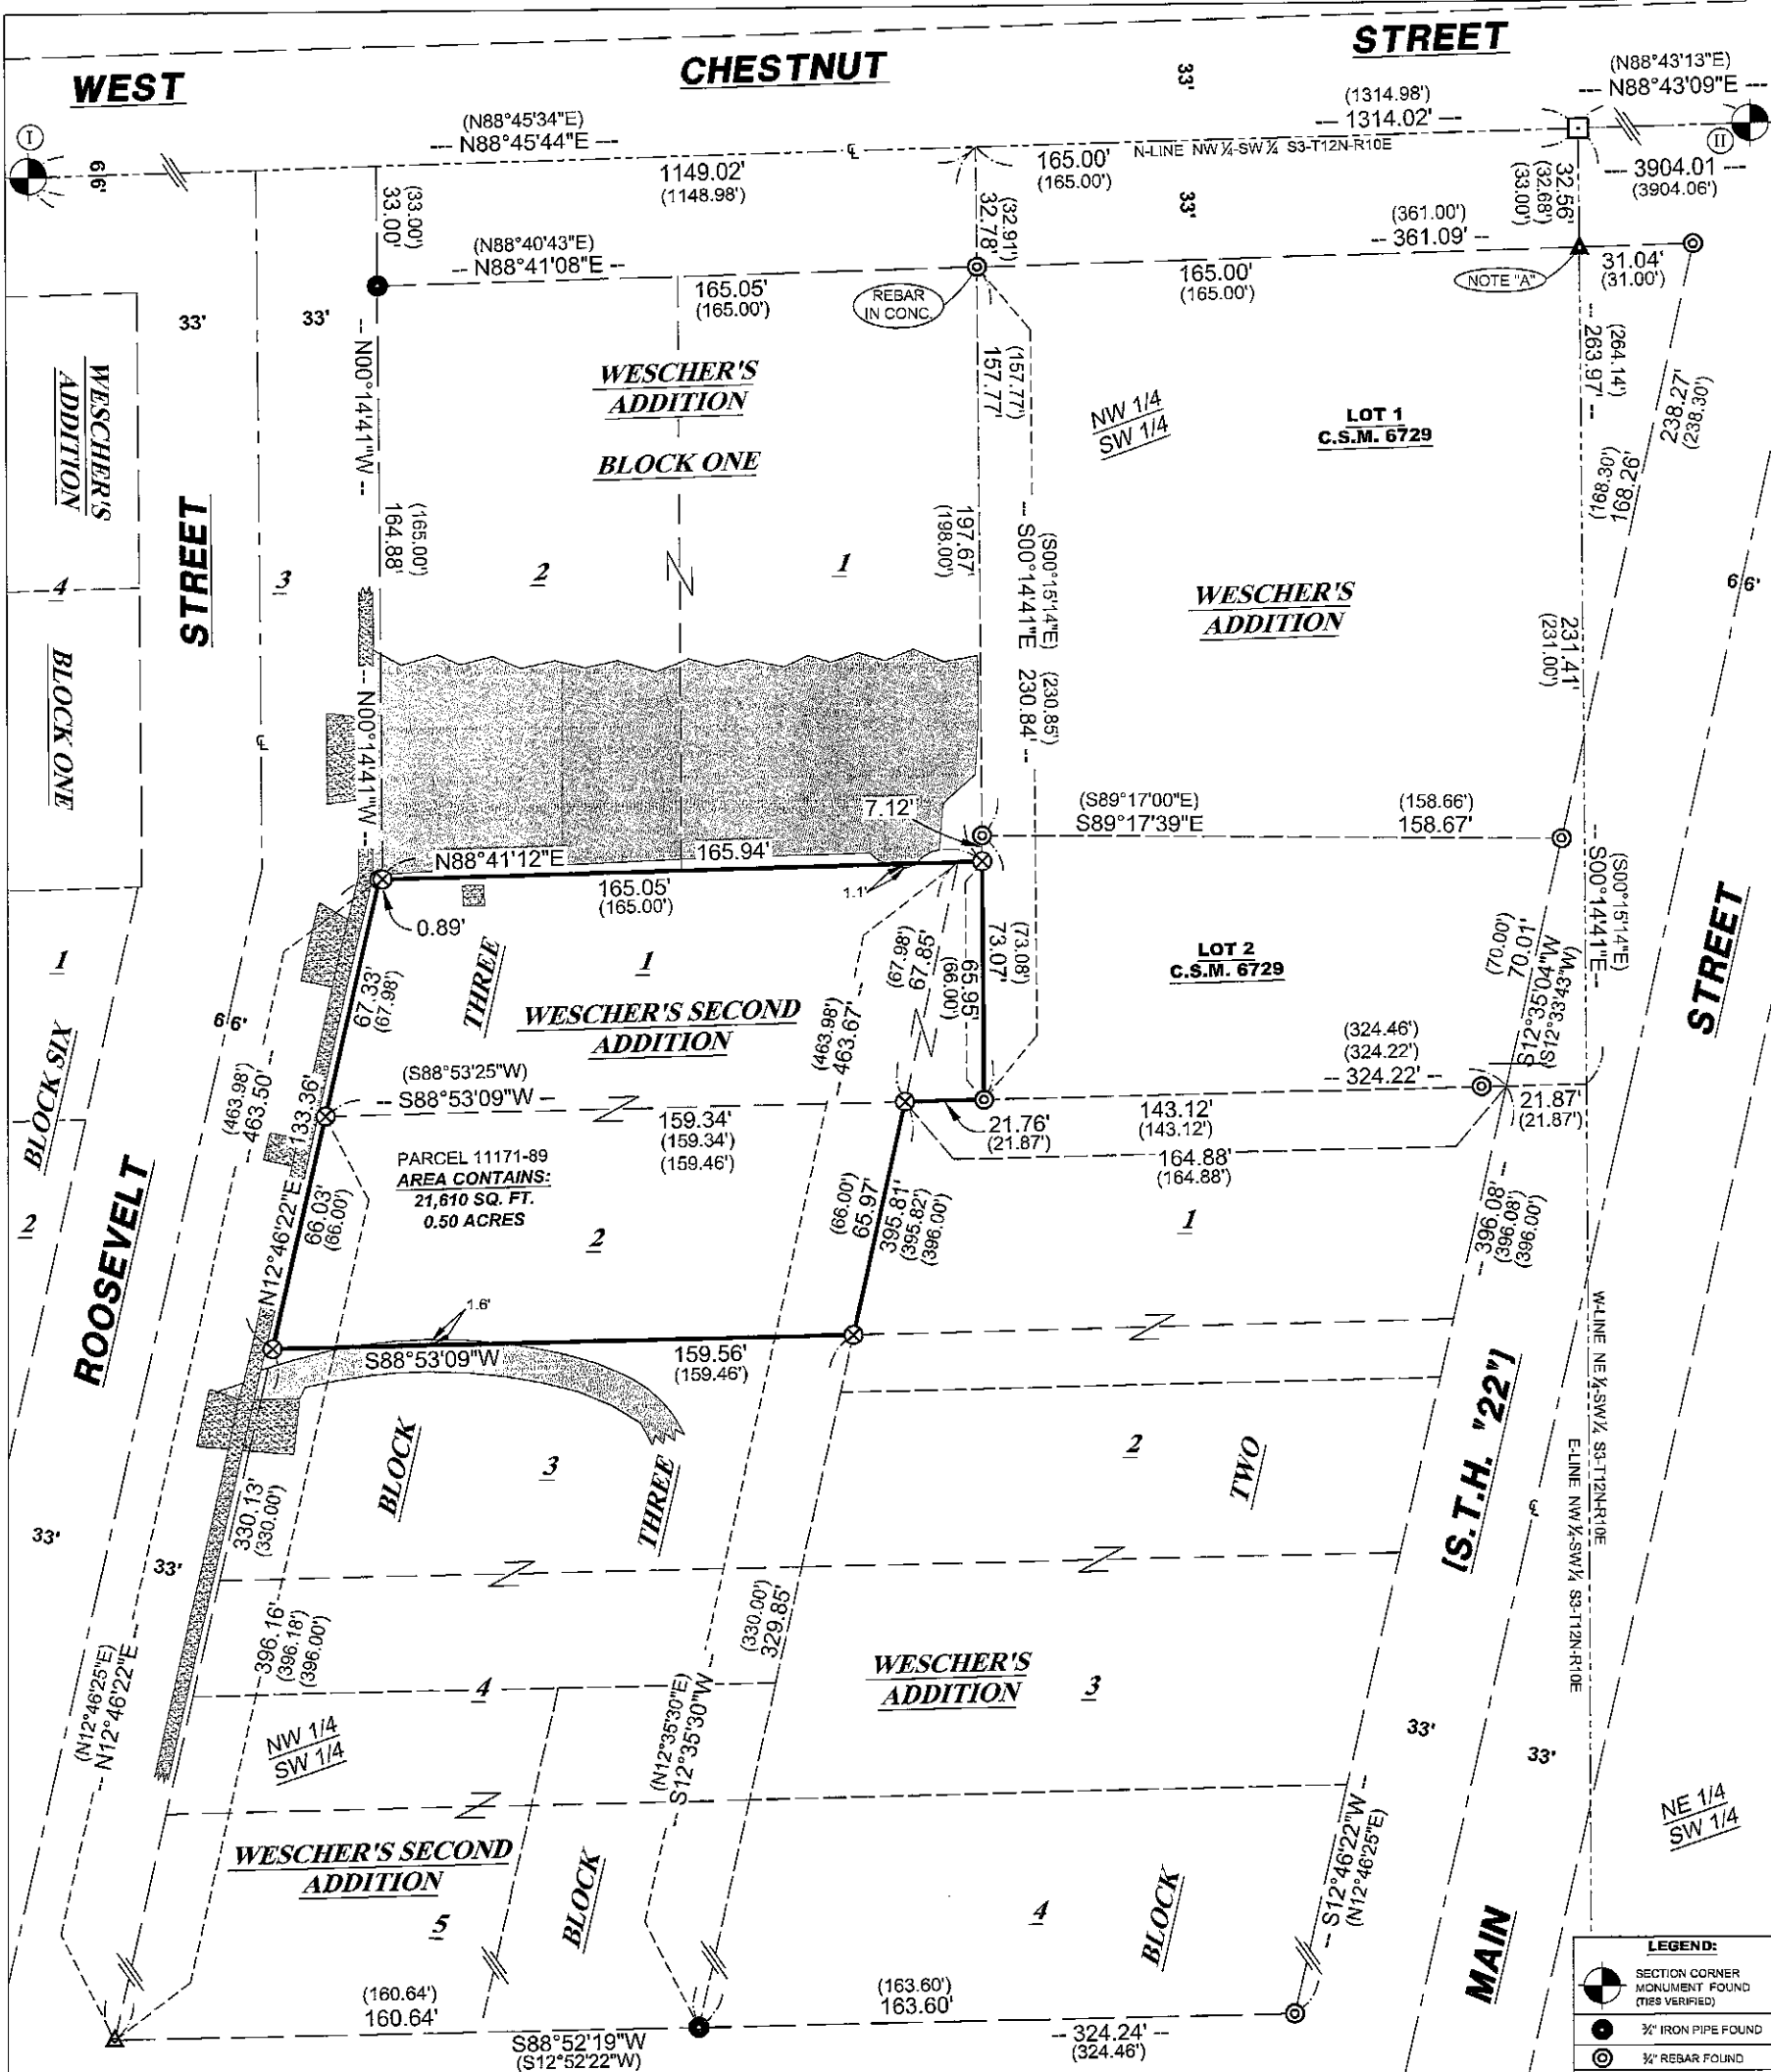 WEST
CHESTNUT
STREET
33'
(N88°43'13"E)
--- N88°43'09"E ---
(1314.98')
-- 1314.02' --
(N88°45'34"E)
--- N88°45'44"E ---
I
II
66'
1149.02'
(1148.98')
165.00'
(165.00')
N-LINE NW ¼-SW ¼ S3-T12N-R10E
--- 3904.01 ---
(3904.06')
(33.00')
33.00'
(32.91')
32.78'
33'
32.56'
(32.68')
(33.00')
(361.00')
-- 361.09' --
(N88°40'43"E)
-- N88°41'08"E --
165.05'
(165.00')
REBAR
IN CONC.
165.00'
(165.00')
NOTE "A"
31.04'
(31.00')
33'
33'
WESCHER'S
ADDITION
-- N00°14'41"W --
WESCHER'S
ADDITION
BLOCK ONE
(157.77')
157.77'
NW 1/4
SW 1/4
LOT 1
C.S.M. 6729
(264.14')
-- 263.97' --
238.27'
(238.30')
168.26'
(168.30')
STREET
(165.00')
164.88'
197.67'
(198.00')
(S00°15'14"E) (230.85')
-- S00°14'41"E 230.84' --
4
3
2
1
WESCHER'S
ADDITION
66'
231.41'
(231.00')
BLOCK ONE
-- N00°14'41"W --
7.12'
(S89°17'00"E)
S89°17'39"E
(158.66')
158.67'
N88°41'12"E
165.94'
165.05'
(165.00')
1.1'
0.89'
(S00°15'14"E)
-- S00°14'41"E --
1
THREE
1
WESCHER'S SECOND
ADDITION
67.33'
(67.98')
(67.98')
67.85'
(73.08')
73.07'
65.95'
(66.00')
LOT 2
C.S.M. 6729
(70.00')
70.01'
S12°35'04"W
(S12°33'43"W)
STREET
66'
BLOCK SIX
(463.98')
463.50'
(463.98')
463.67'
133.36'
(S88°53'25"W)
-- S88°53'09"W --
159.34'
(159.34')
(159.46')
(324.46')
(324.22')
-- 324.22' --
21.76'
(21.87')
143.12'
(143.12')
21.87'
(21.87')
164.88'
(164.88')
PARCEL 11171-89
AREA CONTAINS:
21,610 SQ. FT.
0.50 ACRES
2
2
1
N12°46'22"E
66.03'
(66.00')
(66.00')
65.97'
395.81'
(395.82')
(396.00')
-- 396.08' --
(396.08')
(396.00')
ROOSEVELT
1.6'
S88°53'09"W
159.56'
(159.46')
W-LINE NE ¼-SW¼ S3-T12N-R10E
E-LINE NW ¼-SW¼ S3-T12N-R10E
(S.T.H. "22")
BLOCK
3
THREE
2
TWO
330.13'
(330.00')
33'
33'
396.16'
(396.18')
(396.00')
(330.00')
329.85'
(N12°46'25"E)
-- N12°46'22"E --
4
WESCHER'S
ADDITION
3
NW 1/4
SW 1/4
(N12°35'30"E)
S12°35'30"W
33'
33'
NE 1/4
SW 1/4
WESCHER'S SECOND
ADDITION
5
BLOCK
4
BLOCK
-- S12°46'22"W --
(N12°46'25"E)
MAIN
(160.64')
160.64'
(163.60')
163.60'
S88°52'19"W
(S12°52'22"W)
-- 324.24' --
(324.46')
LEGEND:
SECTION CORNER
MONUMENT FOUND
(TIES VERIFIED)
¾" IRON PIPE FOUND
¾" REBAR FOUND